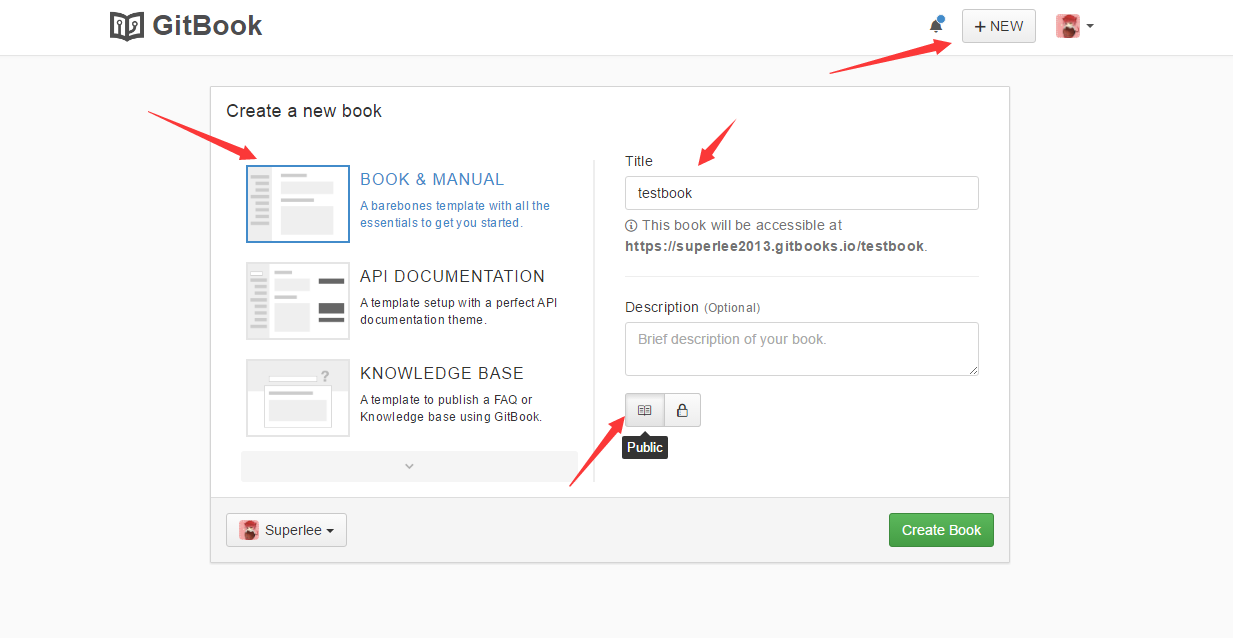 GitBook
+ NEW
Create a new book
BOOK & MANUAL
A barebones template with all the
essentials to get you started.
API DOCUMENTATION
A template setup with a perfect API
documentation theme.
?
KNOWLEDGE BASE
A template to publish a FAQ or
Knowledge base using GitBook.
Title
testbook
This book will be accessible at
https://superlee2013.gitbooks.io/testbook.
Description (Optional)
Brief description of your book.
Public
Superlee
Create Book